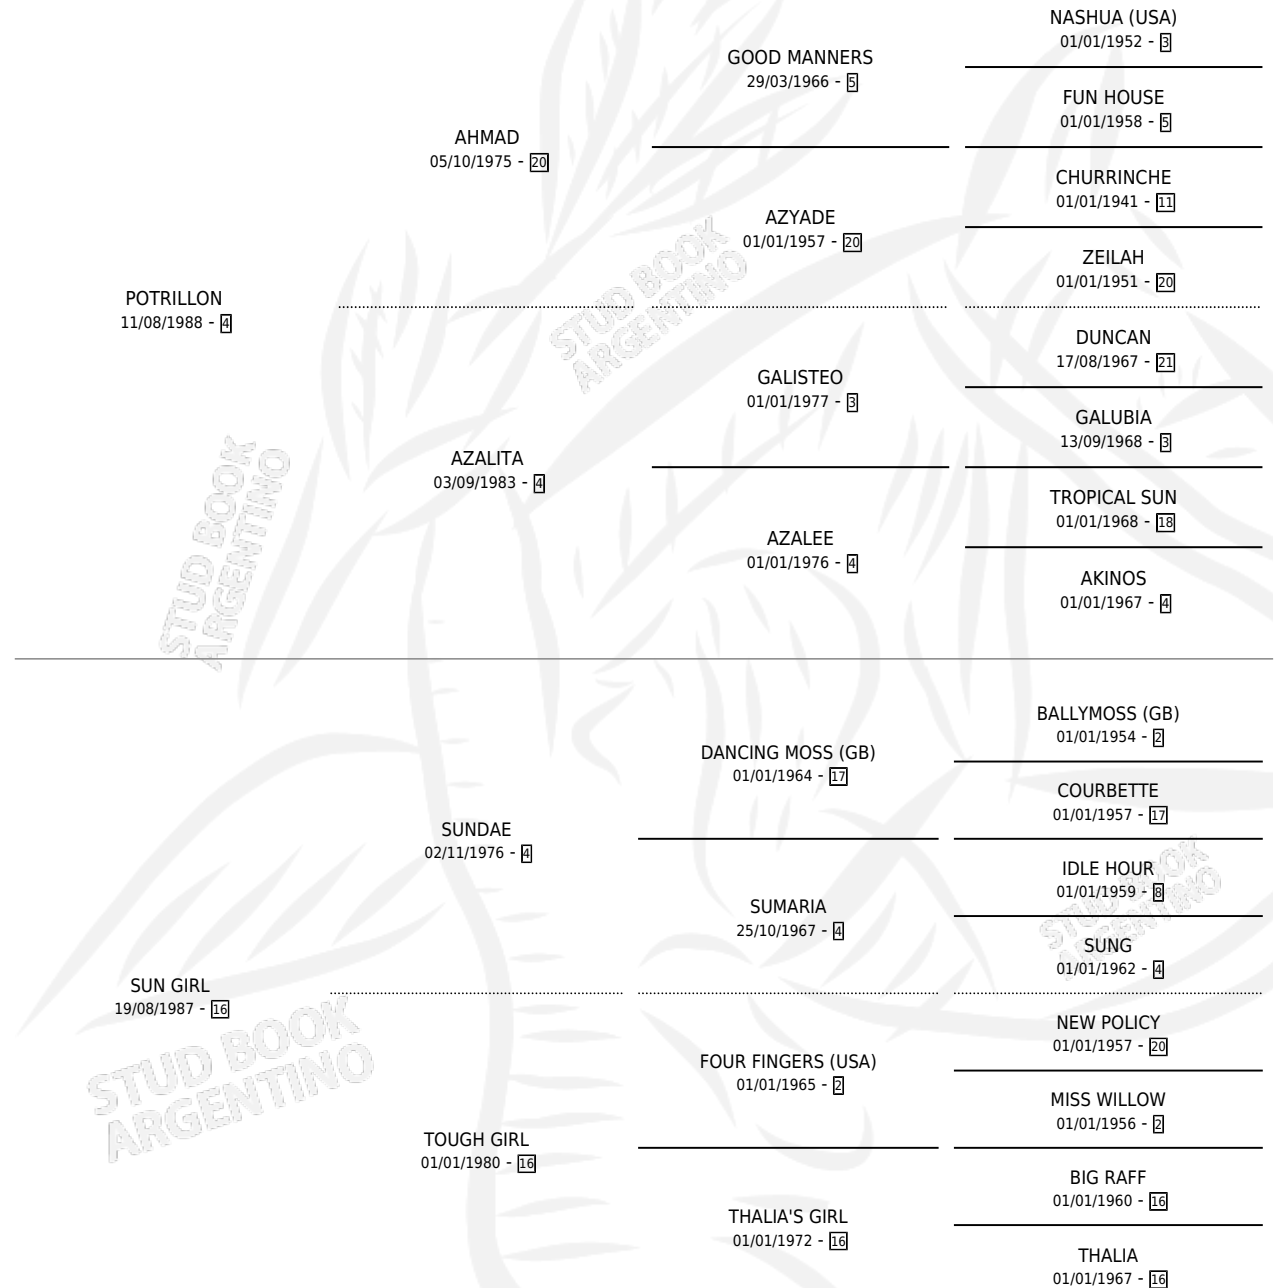 NASHUA (USA)
01/01/1952 - 3
GOOD MANNERS
29/03/1966 - 5
FUN HOUSE
01/01/1958 - 5
AHMAD
05/10/1975 - 20
CHURRINCHE
01/01/1941 - 11
AZYADE
01/01/1957 - 20
ZEILAH
01/01/1951 - 20
POTRILLON
11/08/1988 - 4
DUNCAN
17/08/1967 - 21
GALISTEO
01/01/1977 - 3
GALUBIA
13/09/1968 - 3
AZALITA
03/09/1983 - 4
TROPICAL SUN
01/01/1968 - 18
AZALEE
01/01/1976 - 4
AKINOS
01/01/1967 - 4
STUD BOOK
ARGENTINO
STUD BOOK
ARGENTINO
BALLYMOSS (GB)
01/01/1954 - 2
DANCING MOSS (GB)
01/01/1964 - 17
COURBETTE
01/01/1957 - 17
SUNDAE
02/11/1976 - 4
IDLE HOUR
01/01/1959 - 8
SUMARIA
25/10/1967 - 4
SUNG
01/01/1962 - 4
SUN GIRL
19/08/1987 - 16
NEW POLICY
01/01/1957 - 20
FOUR FINGERS (USA)
01/01/1965 - 2
MISS WILLOW
01/01/1956 - 2
TOUGH GIRL
01/01/1980 - 16
BIG RAFF
01/01/1960 - 16
THALIA'S GIRL
01/01/1972 - 16
THALIA
01/01/1967 - 16
STUD BOOK
ARGENTINO
STUD BOOK
ARGENTINO